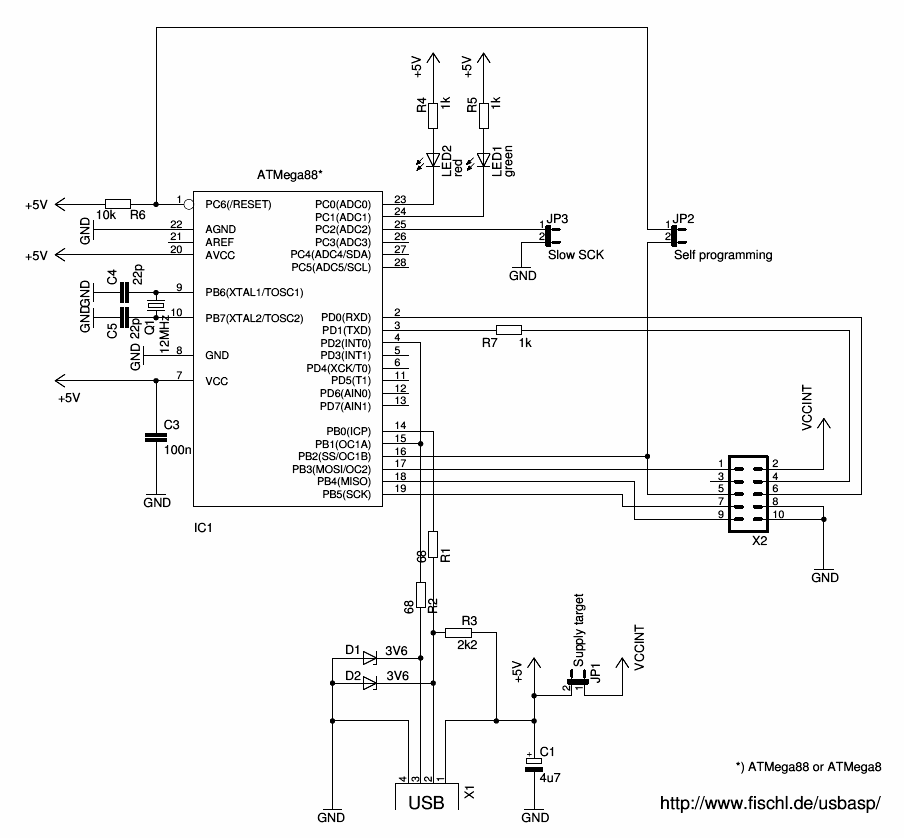 +5V
+5V
R4
1k
R5
1k
LED2
red
LED1
green
ATMega88*
+5V
10k
R6
1
PC6(/RESET)
PC0(ADC0)
23
GND
22
AGND
PC1(ADC1)
24
21
AREF
PC2(ADC2)
25
+5V
20
AVCC
PC3(ADC3)
26
PC4(ADC4/SDA)
27
PC5(ADC5/SCL)
28
JP3
1
2
Slow SCK
GND
JP2
1
2
Self programming
C4
22p
GND
9
PB6(XTAL1/TOSC1)
GND
C5
22p
Q1
12MHz
10
PB7(XTAL2/TOSC2)
PD0(RXD)
2
PD1(TXD)
3
R7
1k
PD2(INT0)
4
GND
8
GND
PD3(INT1)
5
PD4(XCK/T0)
6
+5V
7
VCC
PD5(T1)
11
PD6(AIN0)
12
PD7(AIN1)
13
C3
100n
GND
PB0(ICP)
14
PB1(OC1A)
15
PB2(SS/OC1B)
16
PB3(MOSI/OC2)
17
PB4(MISO)
18
PB5(SCK)
19
IC1
VCCINT
1
2
3
4
5
6
7
8
9
10
X2
GND
68
R1
68
R2
R3
2k2
D1
3V6
D2
3V6
+5V
Supply target
JP1
2
1
VCCINT
4
3
2
1
X1
USB
GND
+
C1
4u7
GND
*) ATMega88 or ATMega8
http://www.fischl.de/usbasp/